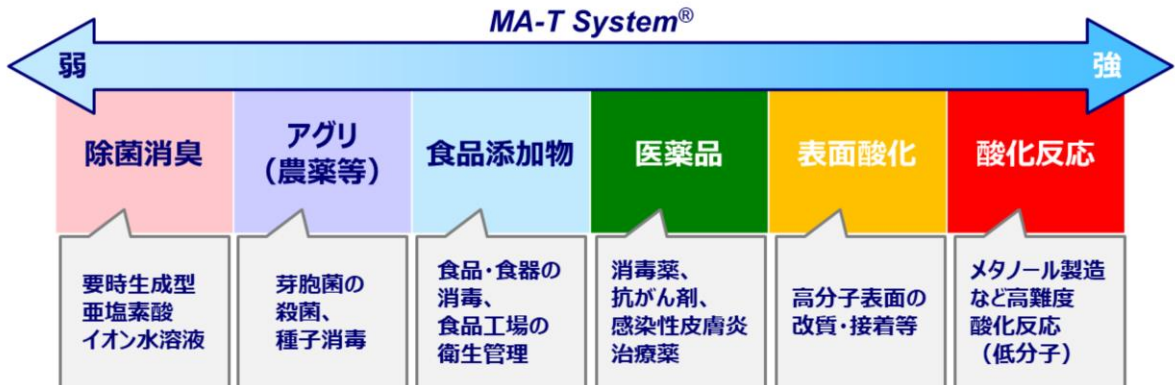 MA-T System®
弱
強
除菌消臭
アグリ
（農薬等）
食品添加物
医薬品
表面酸化
酸化反応
要時生成型
亜塩素酸
イオン水溶液
芽胞菌の
殺菌、
種子消毒
食品・食器の
消毒、
食品工場の
衛生管理
消毒薬、
抗がん剤、
感染性皮膚炎
治療薬
高分子表面の
改質・接着等
メタノール製造
など高難度
酸化反応
（低分子）